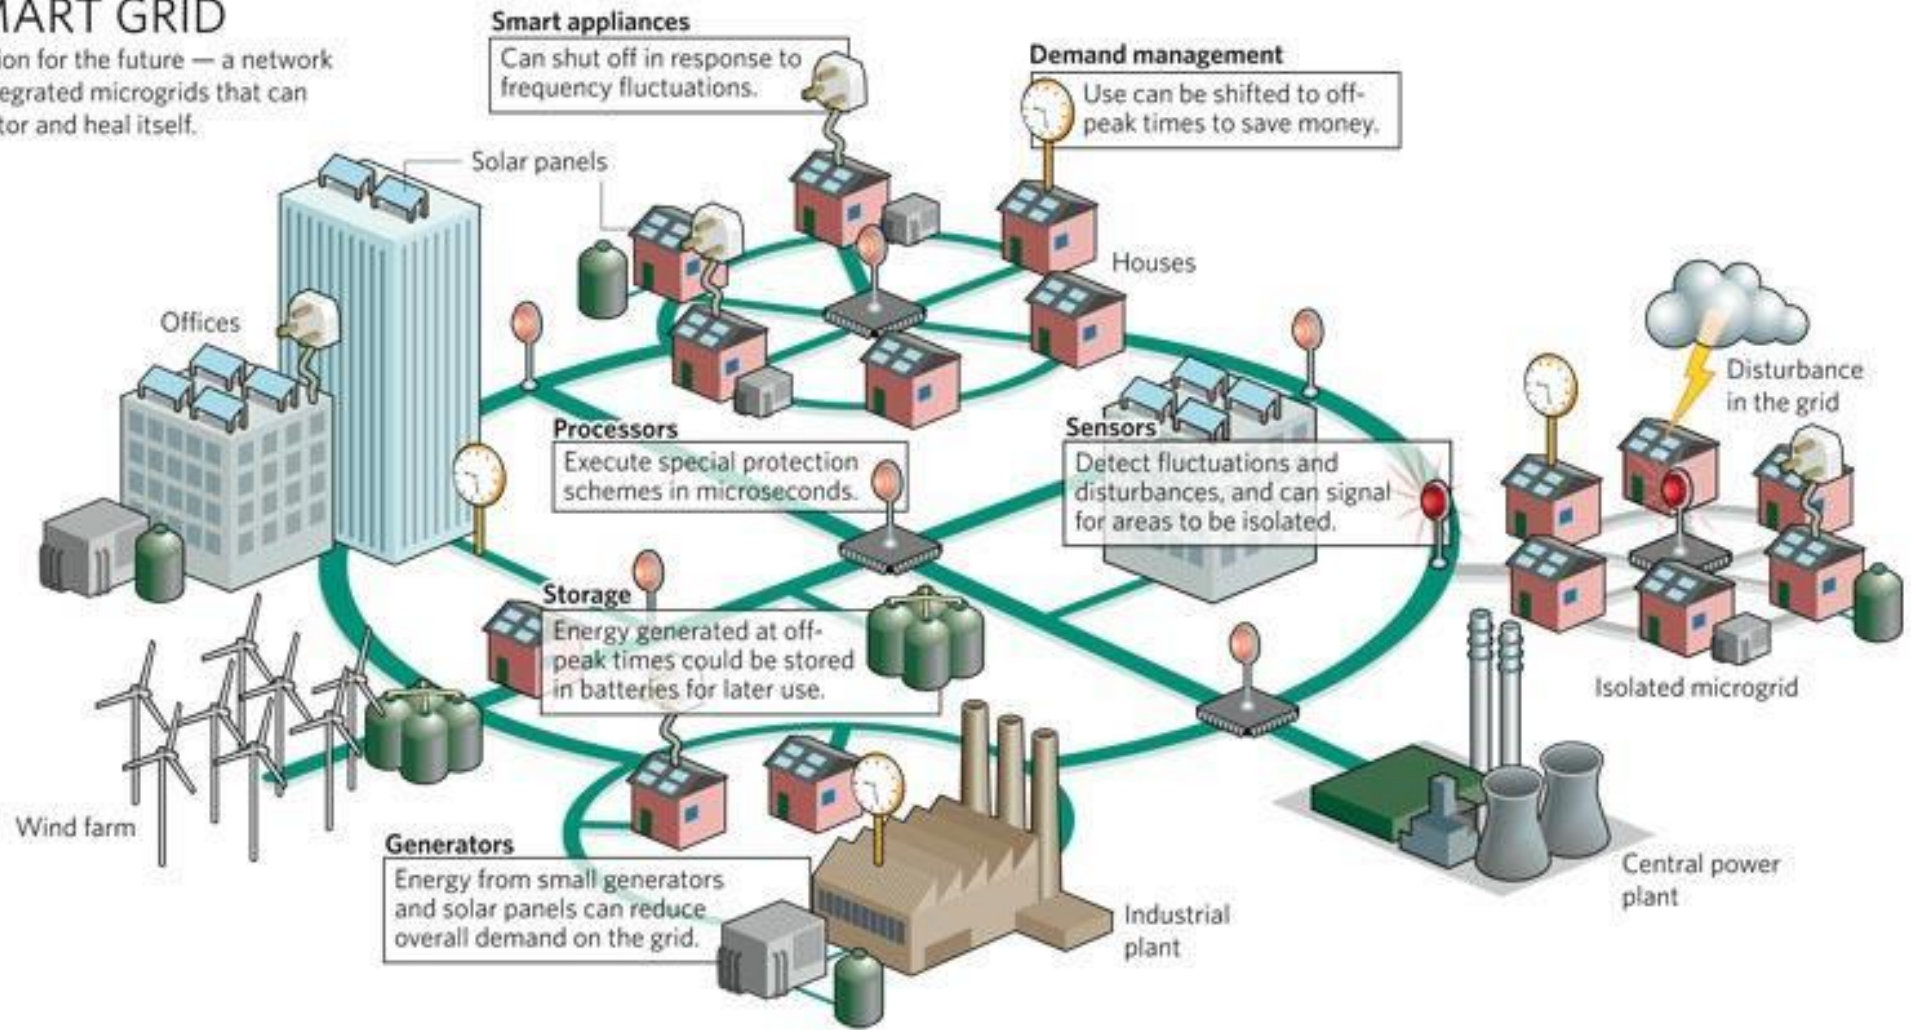 MART GRID
ion for the future — a network
egrated microgrids that can
tor and heal itself.
Smart appliances
Can shut off in response to
frequency fluctuations.
Demand management
Use can be shifted to off-
peak times to save money.
Solar panels
Houses
Offices
Disturbance
in the grid
Processors
Execute special protection
schemes in microseconds.
Sensors
Detect fluctuations and
disturbances, and can signal
for areas to be isolated.
Storage
Energy generated at off-
peak times could be stored
in batteries for later use.
Isolated microgrid
Wind farm
Generators
Energy from small generators
and solar panels can reduce
overall demand on the grid.
Industrial
plant
Central power
plant